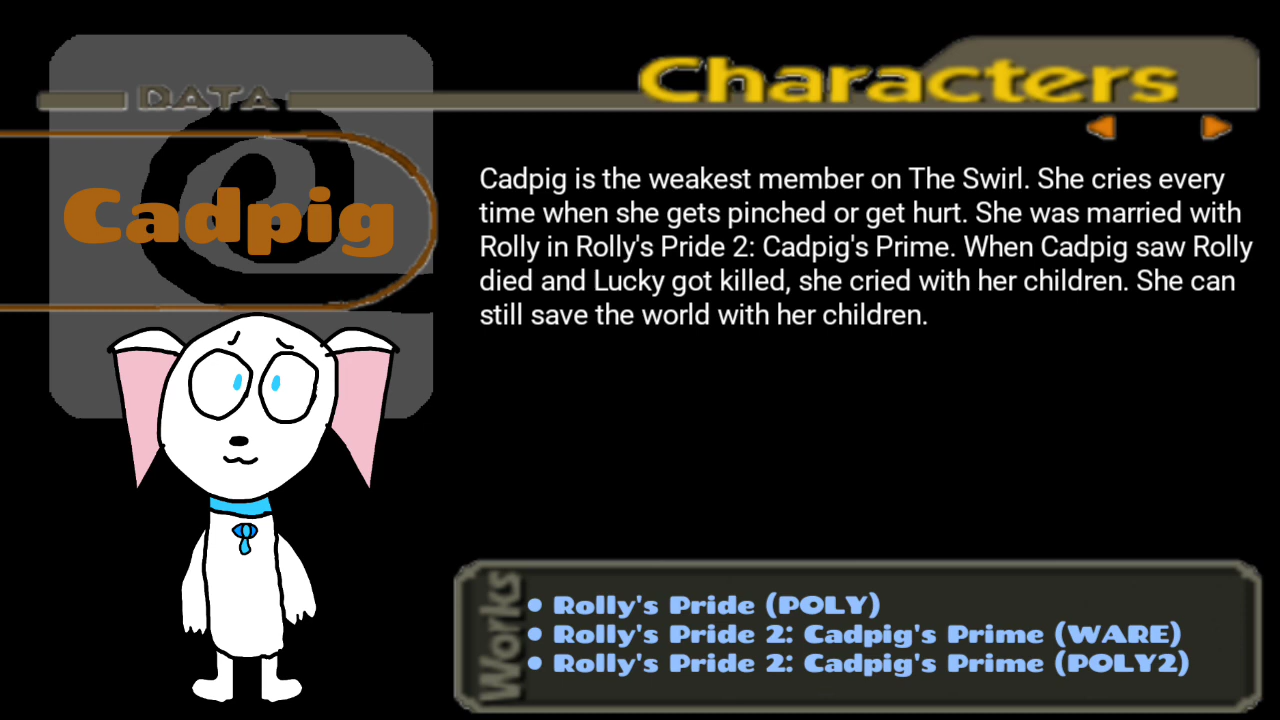 DATA
Characters
Cadpig
Cadpig is the weakest member on The Swirl. She cries every
time when she gets pinched or get hurt. She was married with
Rolly in Rolly's Pride 2: Cadpig's Prime. When Cadpig saw Rolly
died and Lucky got killed, she cried with her children. She can
still save the world with her children.
Works
• Rolly's Pride (POLY)
• Rolly's Pride 2: Cadpig's Prime (WARE)
• Rolly's Pride 2: Cadpig's Prime (POLY2)